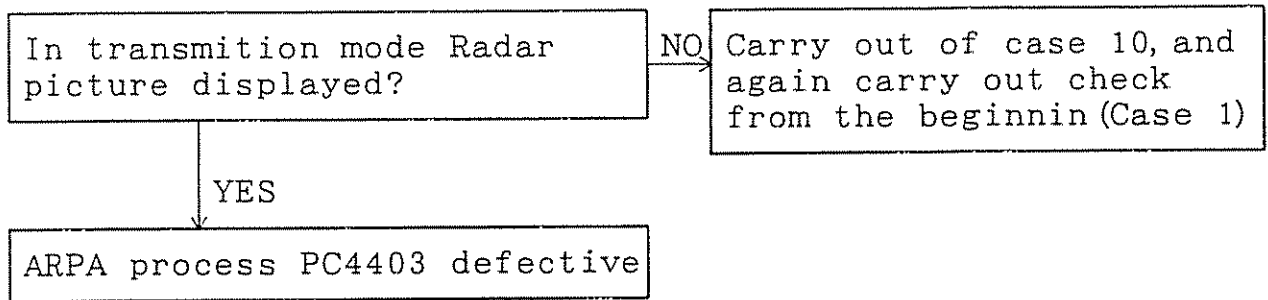 In transmition mode Radar
picture displayed?
NO
Carry out of case 10, and
again carry out check
from the beginnin (Case 1)
YES
ARPA process PC4403 defective